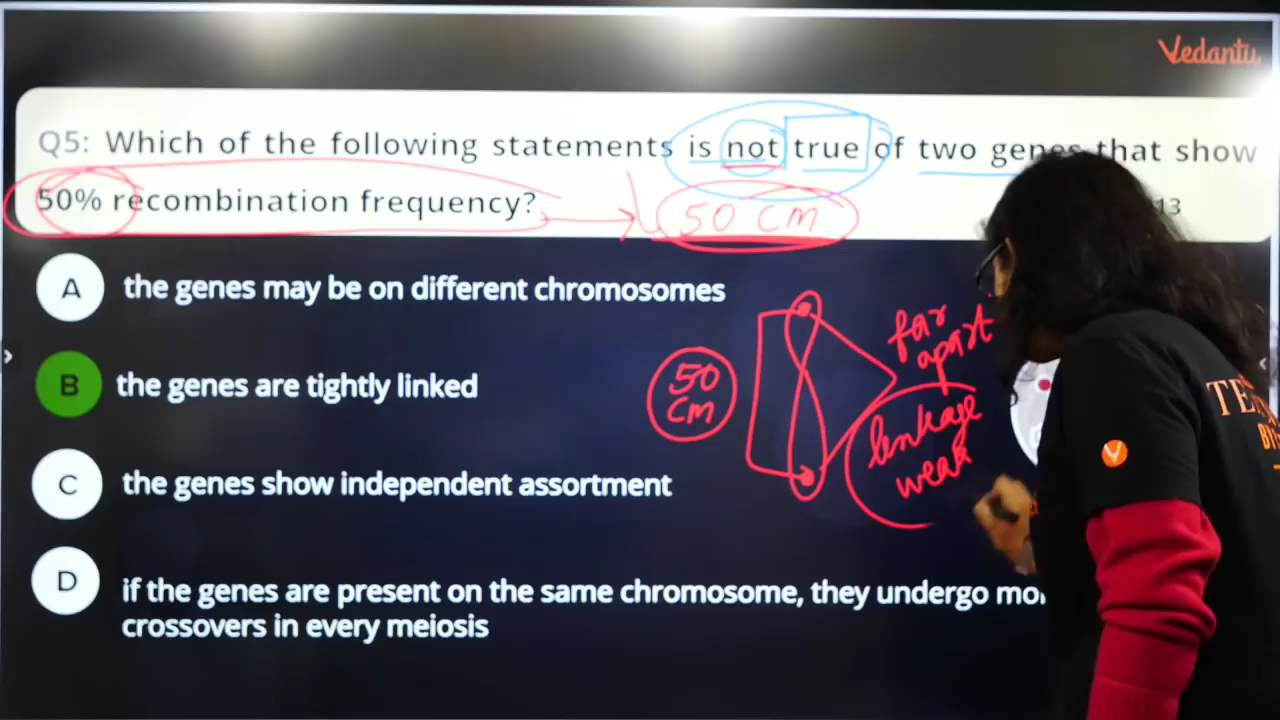 Vedantu
Q5: Which of the following statements is not true of two genes that show
50% recombination frequency?
50 cm
13
A the genes may be on different chromosomes
B the genes are tightly linked
C the genes show independent assortment
D if the genes are present on the same chromosome, they undergo
crossovers in every meiosis
50
cm
far
apart
linkage
weak